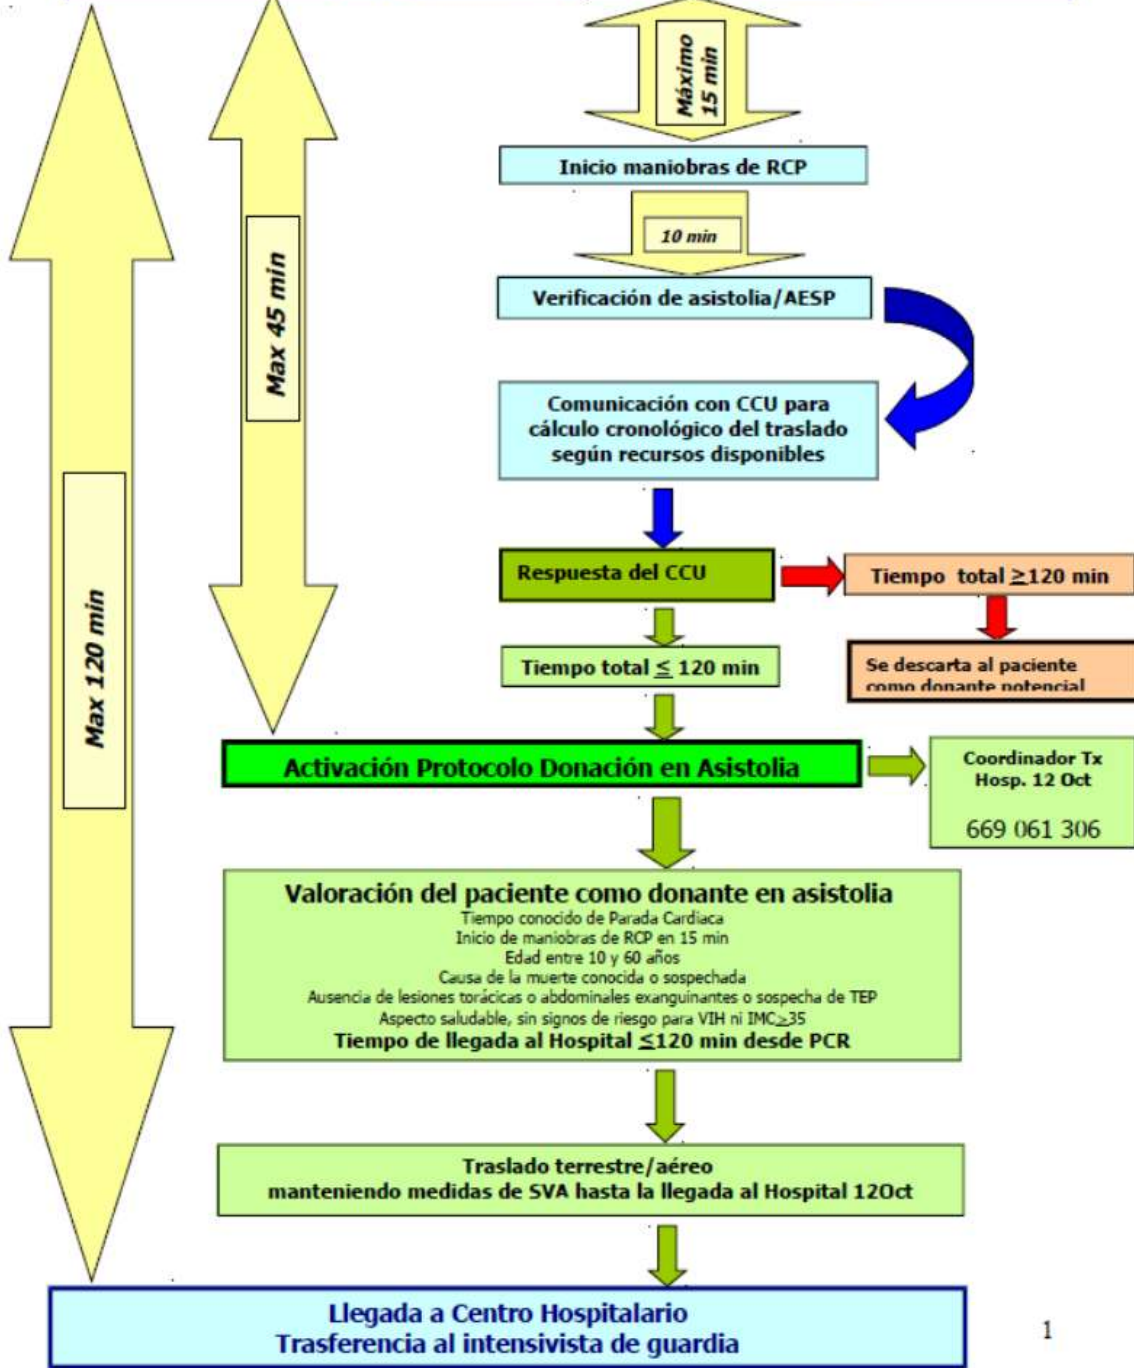 Máximo
15 min
Inicio maniobras de RCP
10 min
Verificación de asistolia/AESP
Max 45 min
Comunicación con CCU para
cálculo cronológico del traslado
según recursos disponibles
Respuesta del CCU
Tiempo total ≥120 min
Tiempo total ≤ 120 min
Se descarta al paciente
como donante potencial
Max 120 min
Activación Protocolo Donación en Asistolia
Coordinador Tx
Hosp. 12 Oct
669 061 306
Valoración del paciente como donante en asistolia
Tiempo conocido de Parada Cardiaca
Inicio de maniobras de RCP en 15 min
Edad entre 10 y 60 años
Causa de la muerte conocida o sospechada
Ausencia de lesiones torácicas o abdominales exanguinantes o sospecha de TEP
Aspecto saludable, sin signos de riesgo para VIH ni IMC≥35
Tiempo de llegada al Hospital ≤120 min desde PCR
Traslado terrestre/aéreo
manteniendo medidas de SVA hasta la llegada al Hospital 12Oct
Llegada a Centro Hospitalario
Trasferencia al intensivista de guardia
1